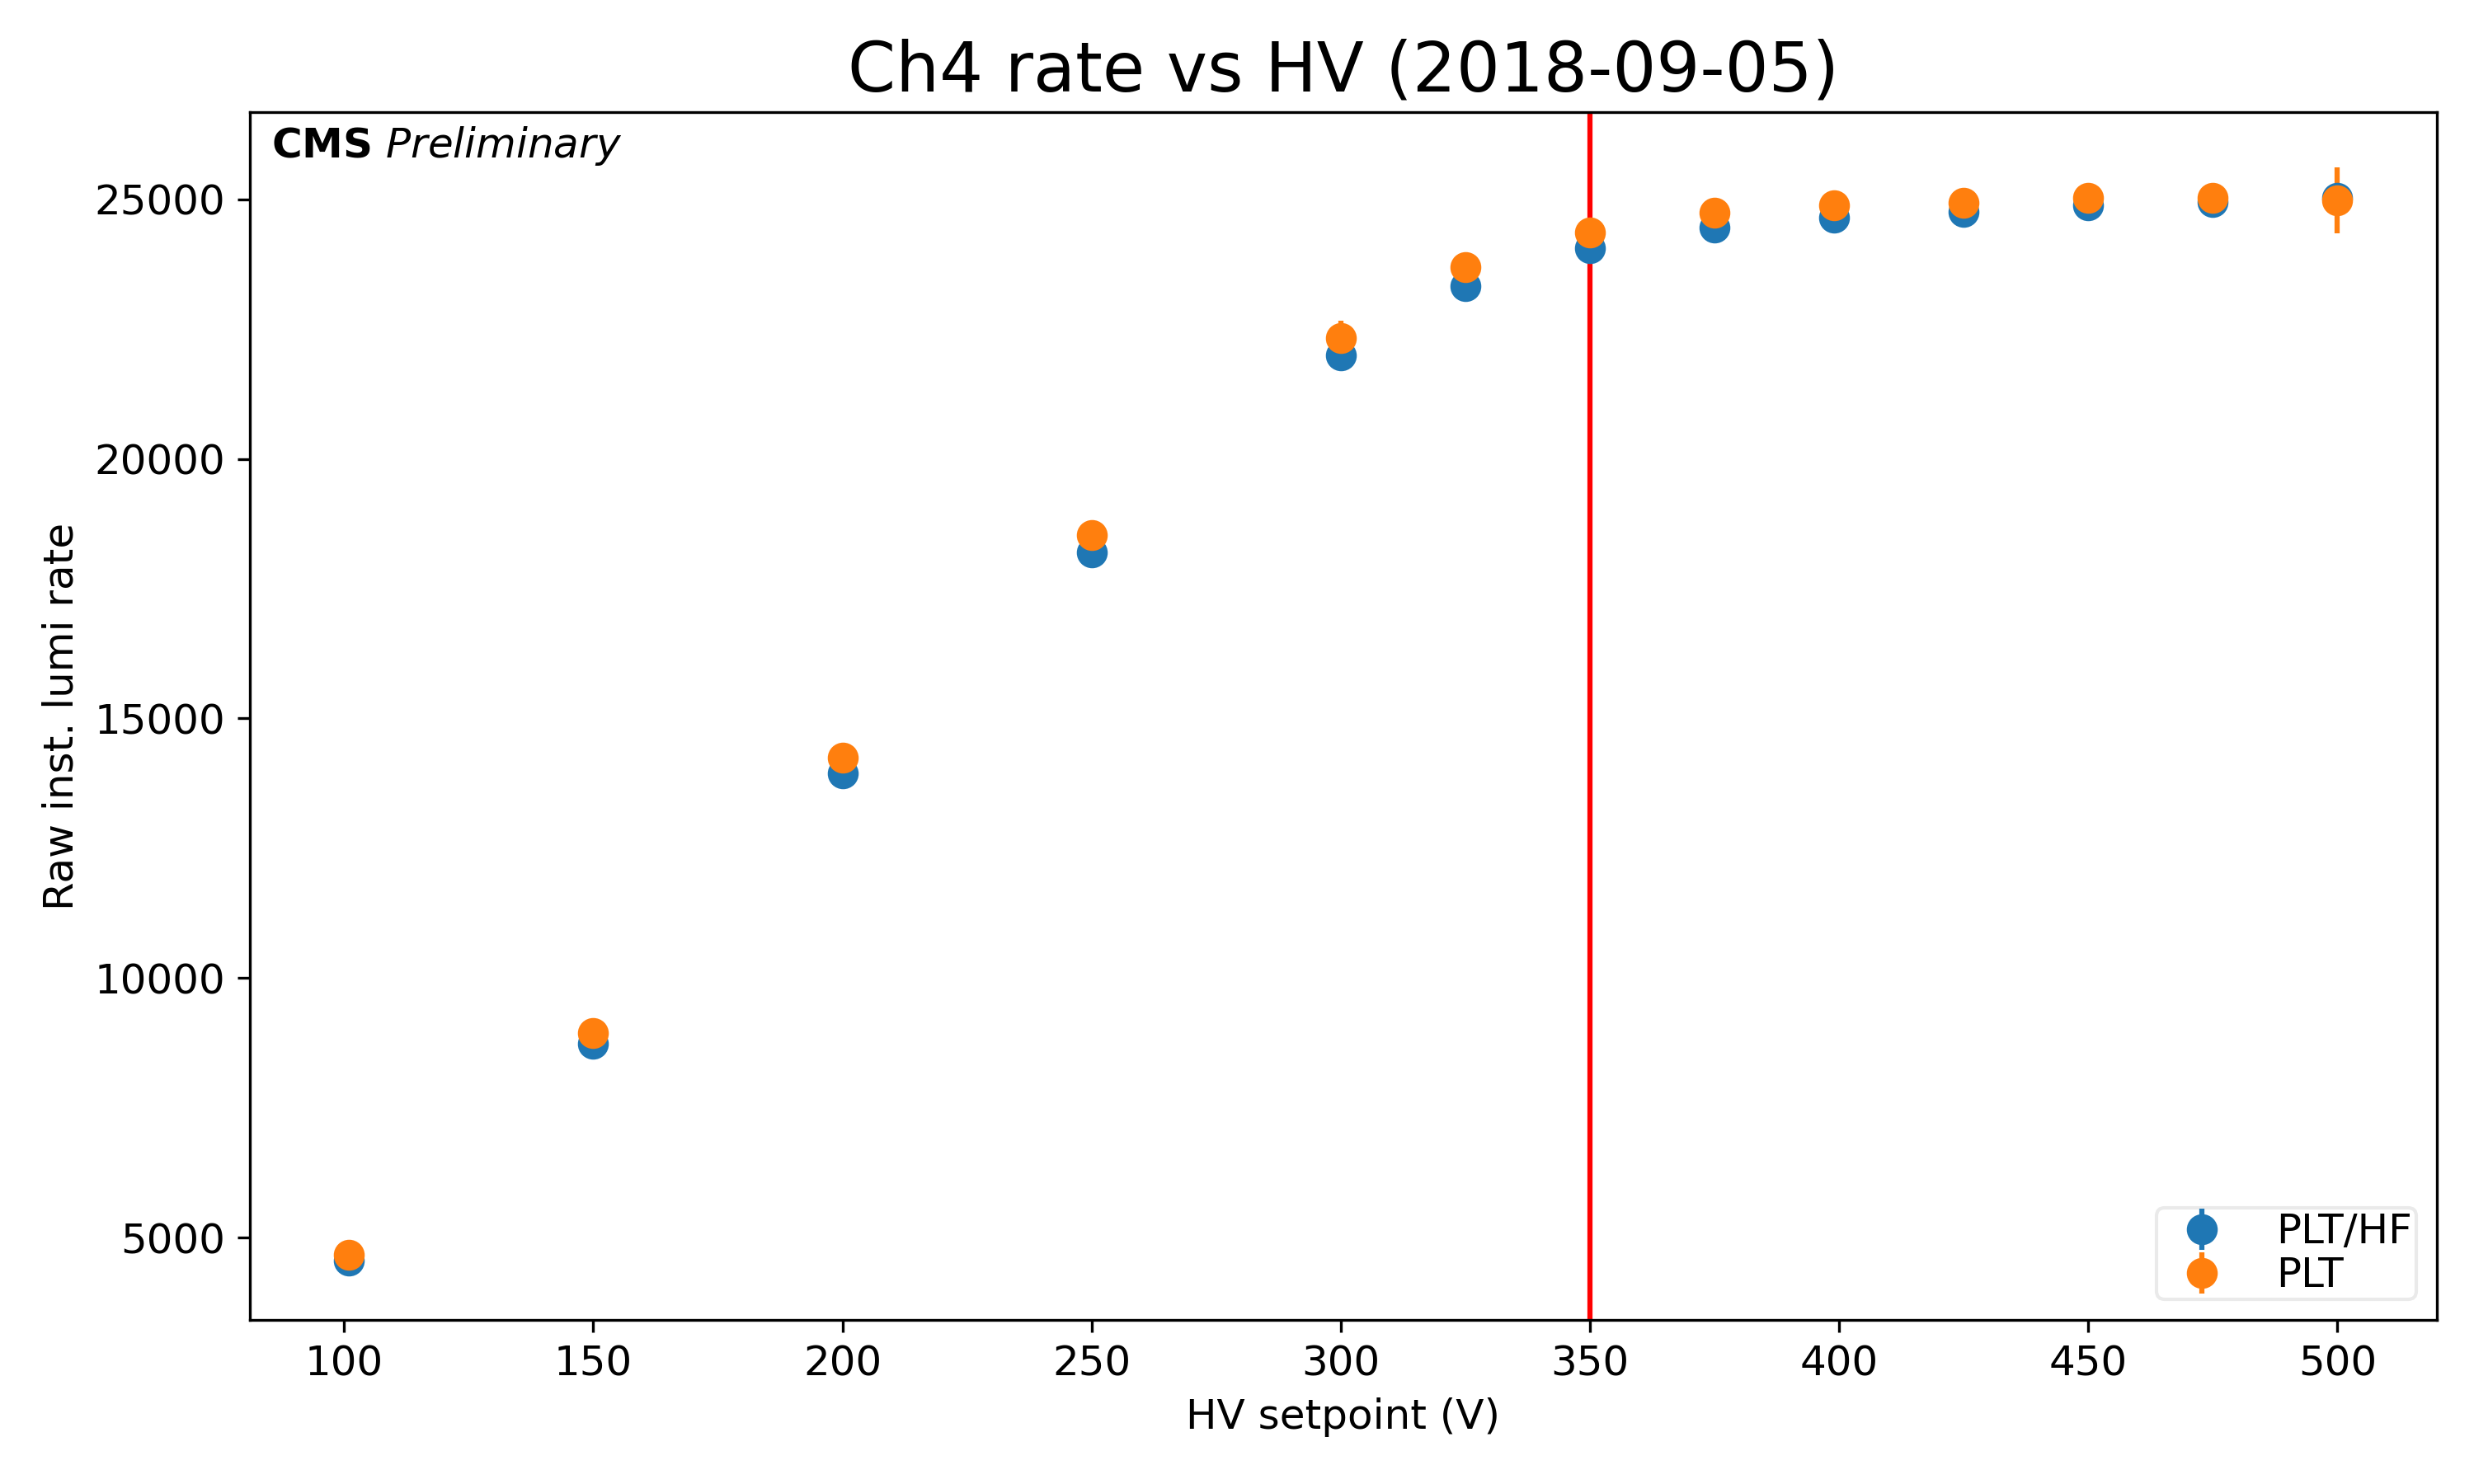 Ch4 rate vs HV (2018-09-05)
CMS Preliminary
25000
20000
15000
10000
5000
Raw inst. lumi rate
PLT/HF
PLT
100 150 200 250 300 350 400 450 500
HV setpoint (V)